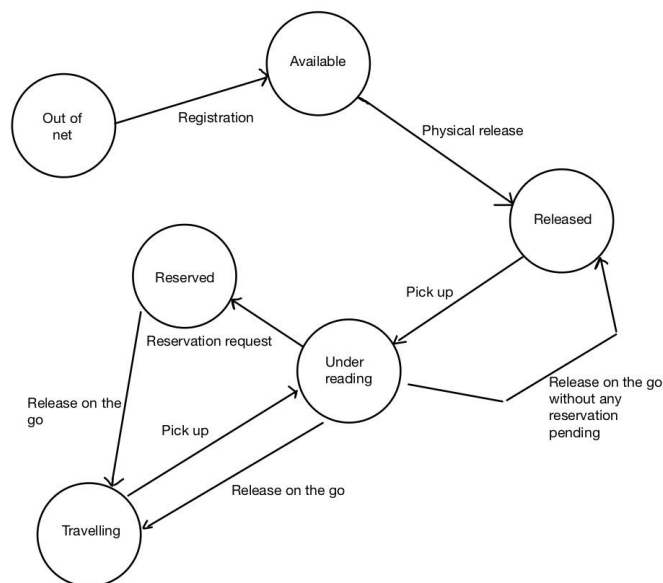 Available
Out of
net
Registration
Physical release
Released
Reserved
Pick up
Reservation request
Under
reading
Release on the go
without any
reservation
pending
Release on the
go
Pick up
Release on the go
Travelling